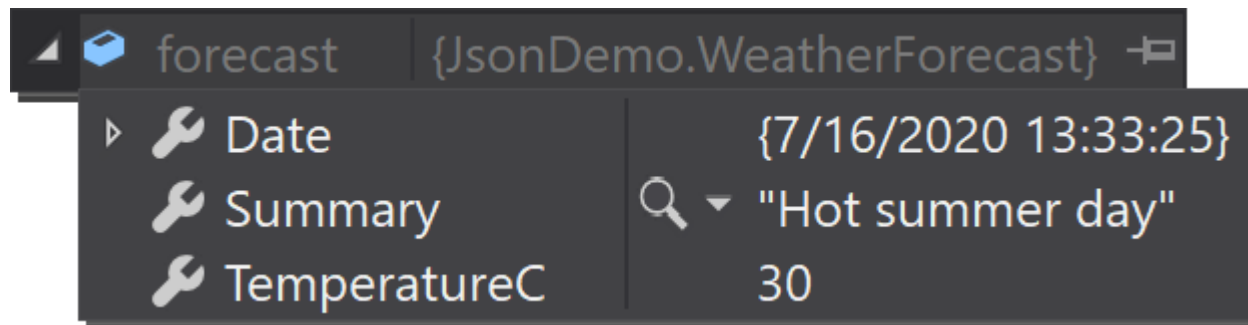 forecast {JsonDemo.WeatherForecast}
Date {7/16/2020 13:33:25}
Summary "Hot summer day"
TemperatureC 30